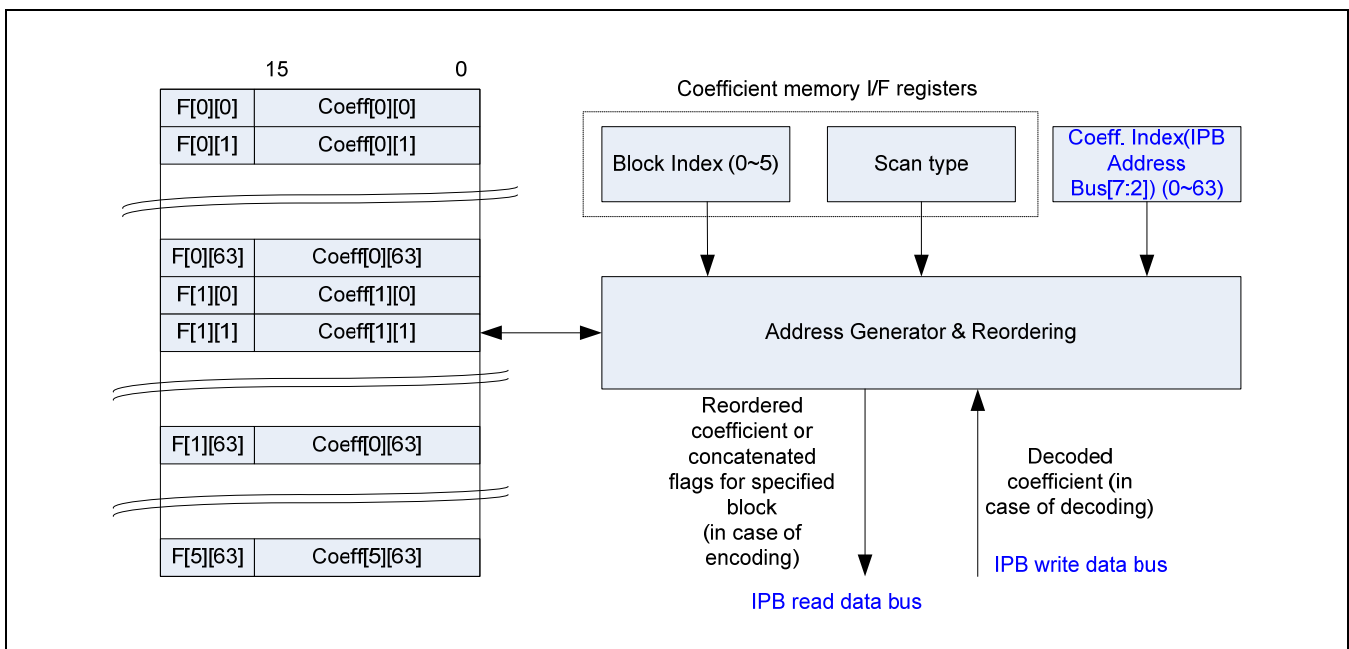 15 0
F[0][0] Coeff[0][0]
F[0][1] Coeff[0][1]
F[0][63] Coeff[0][63]
F[1][0] Coeff[1][0]
F[1][1] Coeff[1][1]
F[1][63] Coeff[0][63]
F[5][63] Coeff[5][63]
Coefficient memory I/F registers
Block Index (0~5)
Scan type
Coeff. Index(IPB
Address
Bus[7:2]) (0~63)
Address Generator & Reordering
Reordered
coefficient or
concatenated
flags for specified
block
(in case of
encoding)
IPB read data bus
Decoded
coefficient (in
case of decoding)
IPB write data bus